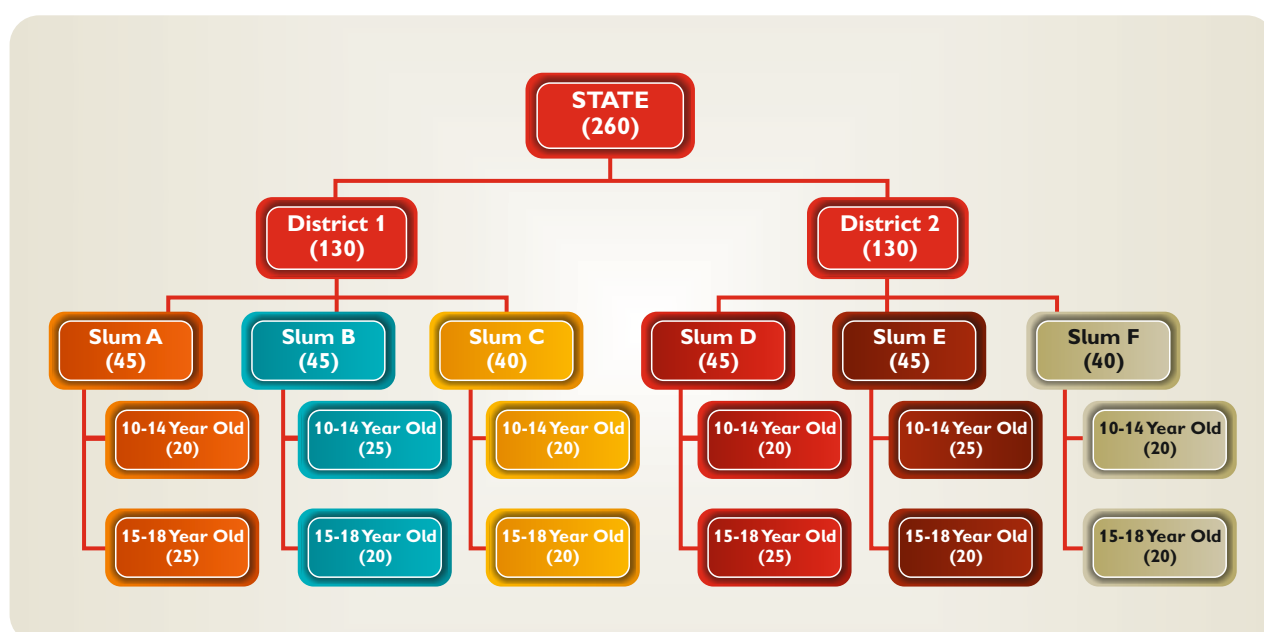 STATE
(260)
District 1
(130)
District 2
(130)
Slum A
(45)
Slum B
(45)
Slum C
(40)
Slum D
(45)
Slum E
(45)
Slum F
(40)
10-14 Year Old
(20)
10-14 Year Old
(25)
10-14 Year Old
(20)
10-14 Year Old
(20)
10-14 Year Old
(25)
10-14 Year Old
(20)
15-18 Year Old
(25)
15-18 Year Old
(20)
15-18 Year Old
(20)
15-18 Year Old
(25)
15-18 Year Old
(20)
15-18 Year Old
(20)